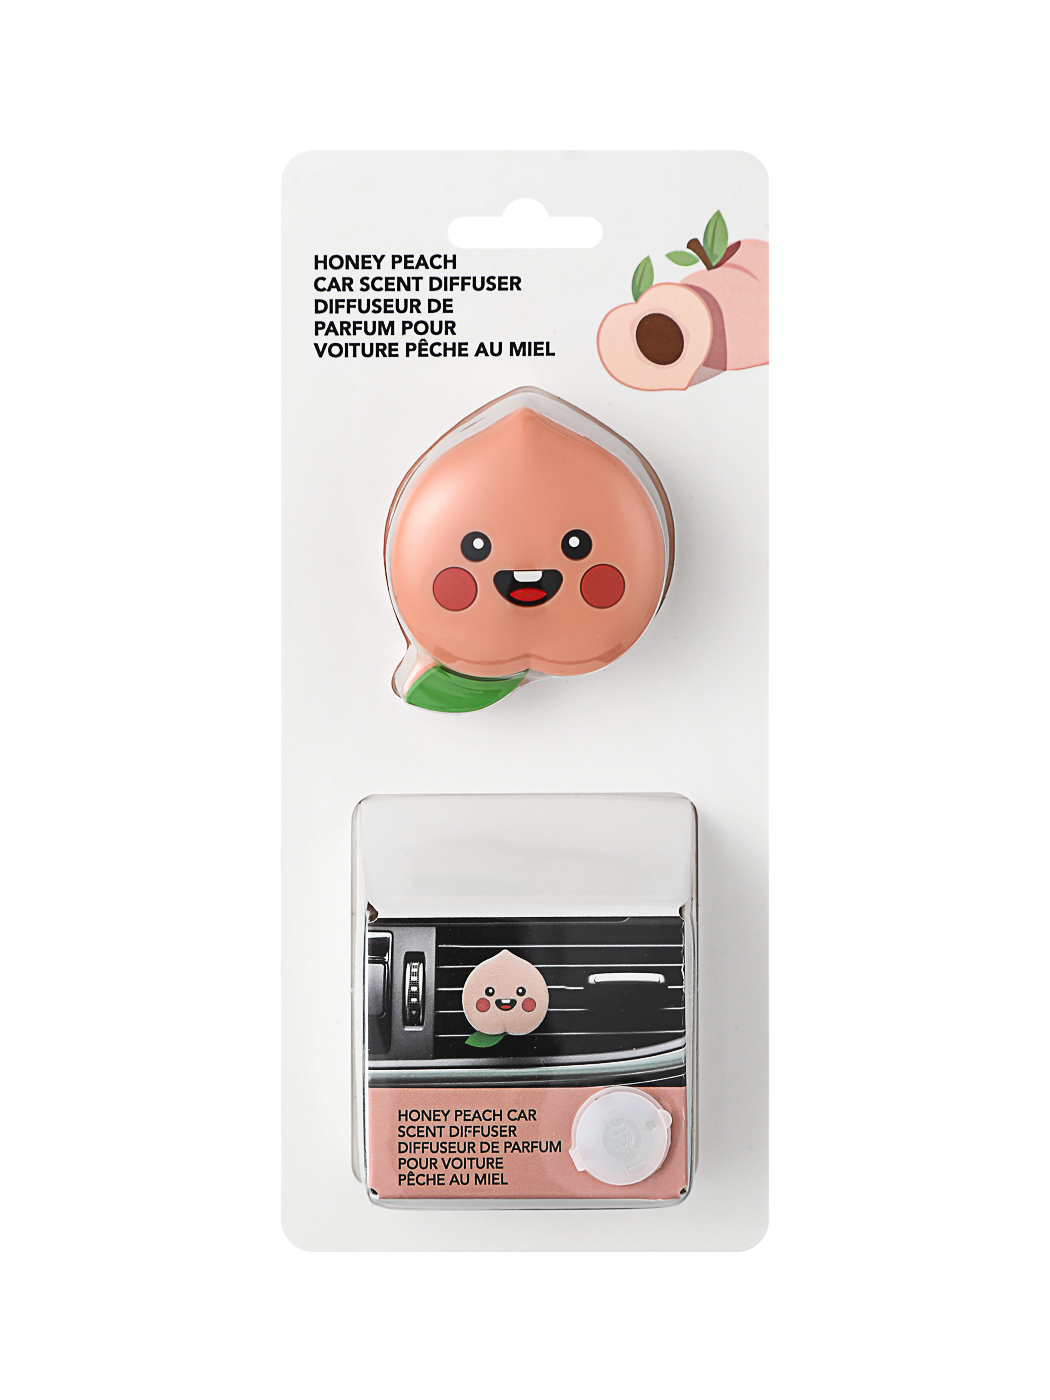 HONEY PEACH
CAR SCENT DIFFUSER
DIFFUSEUR DE
PARFUM POUR
VOITURE PÊCHE AU MIEL
HONEY PEACH CAR
SCENT DIFFUSER
DIFFUSEUR DE PARFUM
POUR VOITURE
PÊCHE AU MIEL